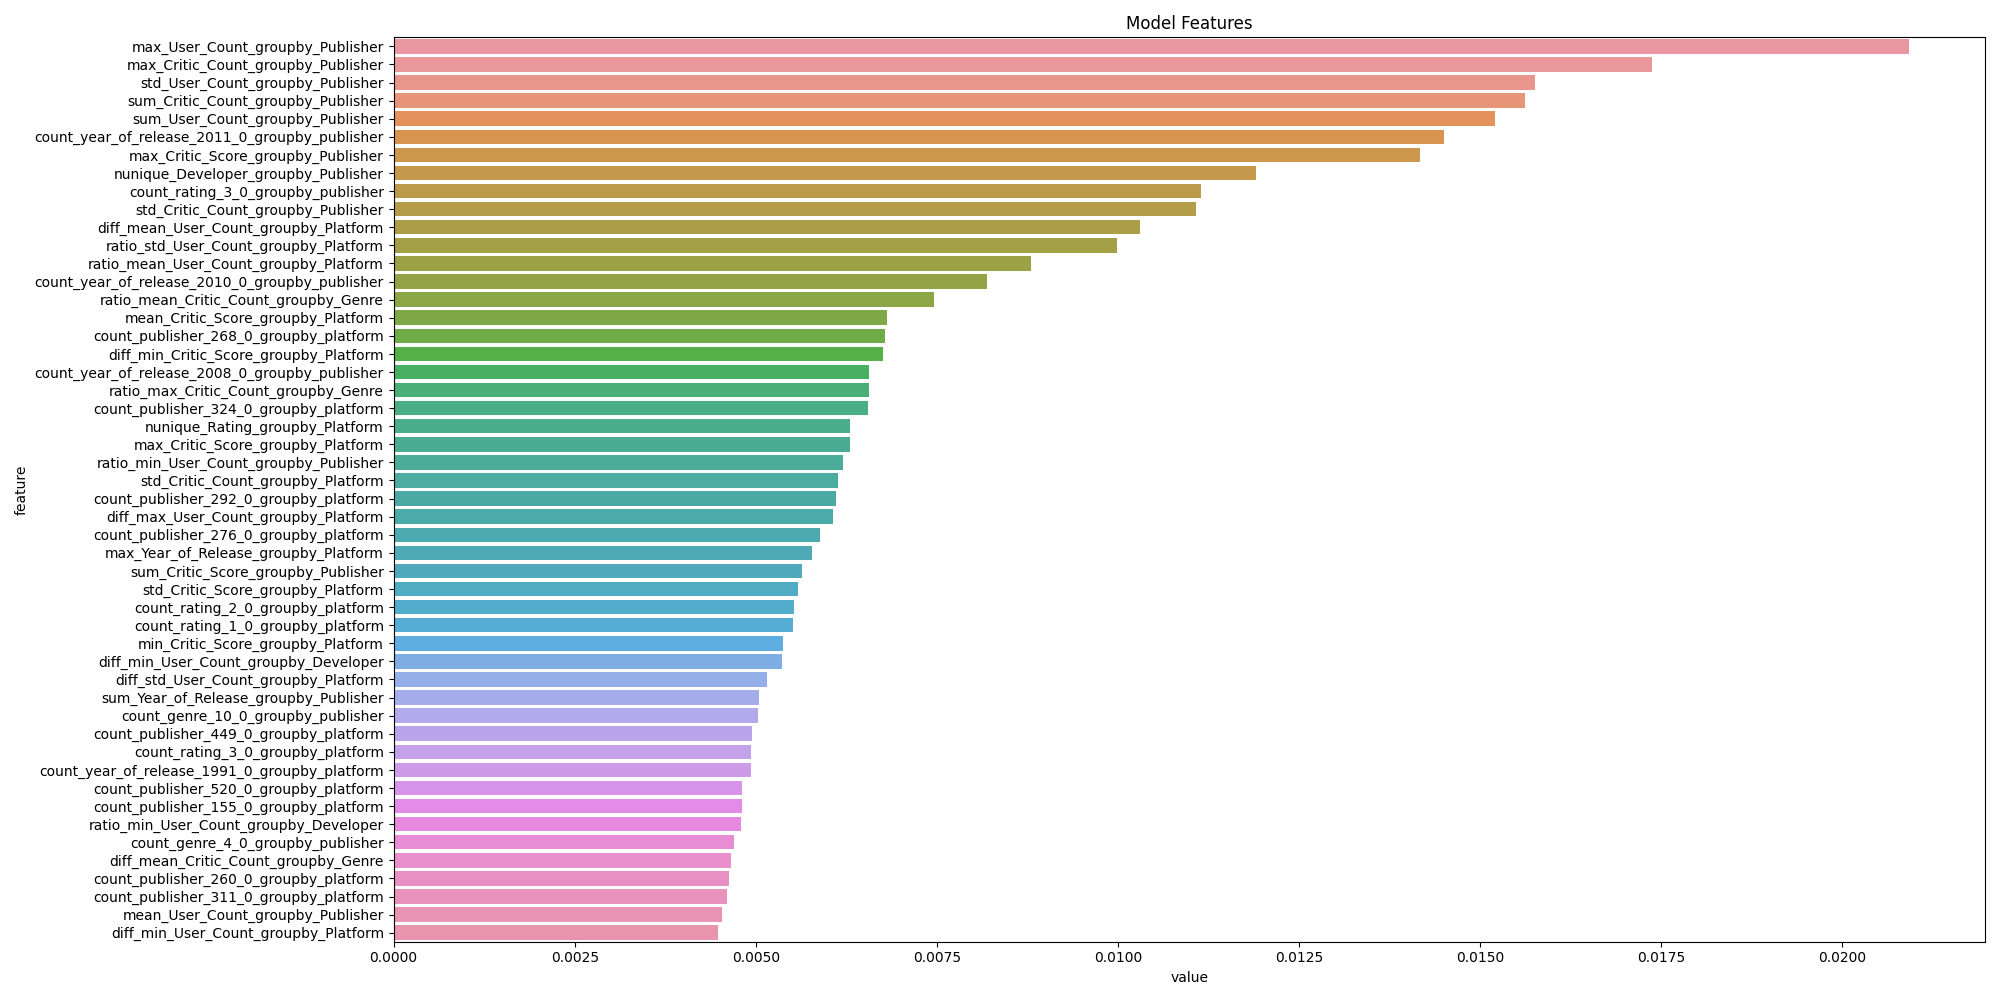 Model Features
max_User_Count_groupby_Publisher
max_Critic_Count_groupby_Publisher
std_User_Count_groupby_Publisher
sum_Critic_Count_groupby_Publisher
sum_User_Count_groupby_Publisher
count_year_of_release_2011_0_groupby_publisher
max_Critic_Score_groupby_Publisher
nunique_Developer_groupby_Publisher
count_rating_3_0_groupby_publisher
std_Critic_Count_groupby_Publisher
diff_mean_User_Count_groupby_Platform
ratio_std_User_Count_groupby_Platform
ratio_mean_User_Count_groupby_Platform
count_year_of_release_2010_0_groupby_publisher
ratio_mean_Critic_Count_groupby_Genre
mean_Critic_Score_groupby_Platform
count_publisher_268_0_groupby_platform
diff_min_Critic_Score_groupby_Platform
count_year_of_release_2008_0_groupby_publisher
ratio_max_Critic_Count_groupby_Genre
count_publisher_324_0_groupby_platform
nunique_Rating_groupby_Platform
max_Critic_Score_groupby_Platform
ratio_min_User_Count_groupby_Publisher
std_Critic_Count_groupby_Platform
count_publisher_292_0_groupby_platform
diff_max_User_Count_groupby_Platform
count_publisher_276_0_groupby_platform
max_Year_of_Release_groupby_Platform
sum_Critic_Score_groupby_Publisher
std_Critic_Score_groupby_Platform
count_rating_2_0_groupby_platform
count_rating_1_0_groupby_platform
min_Critic_Score_groupby_Platform
diff_min_User_Count_groupby_Developer
diff_std_User_Count_groupby_Platform
sum_Year_of_Release_groupby_Publisher
count_genre_10_0_groupby_publisher
count_publisher_449_0_groupby_platform
count_rating_3_0_groupby_platform
count_year_of_release_1991_0_groupby_platform
count_publisher_520_0_groupby_platform
count_publisher_155_0_groupby_platform
ratio_min_User_Count_groupby_Developer
count_genre_4_0_groupby_publisher
diff_mean_Critic_Count_groupby_Genre
count_publisher_260_0_groupby_platform
count_publisher_311_0_groupby_platform
mean_User_Count_groupby_Publisher
diff_min_User_Count_groupby_Platform
feature
0.0000 0.0025 0.0050 0.0075 0.0100 0.0125 0.0150 0.0175 0.0200
value